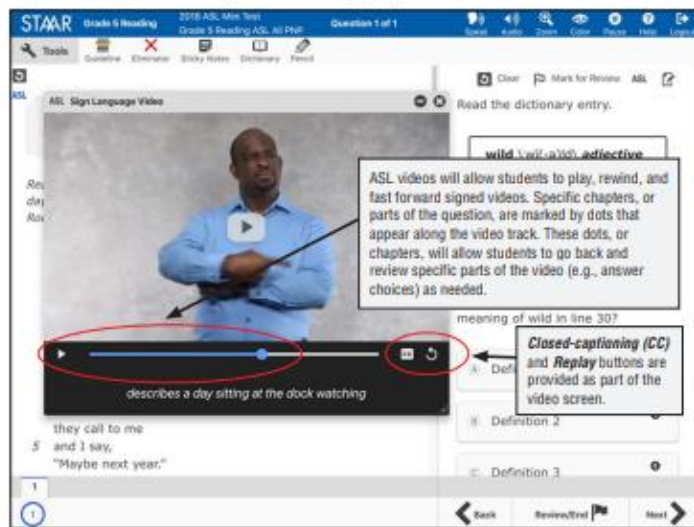 STAAR
Grade 5 Reading
2018 ASL Mini Test
Grade 5 Reading ASL All PNP
Question 1 of 1
Speak Audio Zoom Color Pause Help Logout
Tools
Guideline Eliminator Sticky Notes Dictionary Pencil
Clear Mark for Review ASL
ASL
ASL Sign Language Video
Read the dictionary entry.
adjective
ASL videos will allow students to play, rewind, and
fast forward signed videos. Specific chapters, or
parts of the question, are marked by dots that
appear along the video track. These dots, or
chapters, will allow students to go back and
review specific parts of the video (e.g., answer
choices) as needed.
meaning of wild in line 30?
Closed-captioning (CC)
and Replay buttons are
provided as part of the
video screen.
describes a day sitting at the dock watching
A Defin
B Definition 2
C Definition 3
they call to me
5 and I say,
"Maybe next year."
1
1
Back Review/End Next